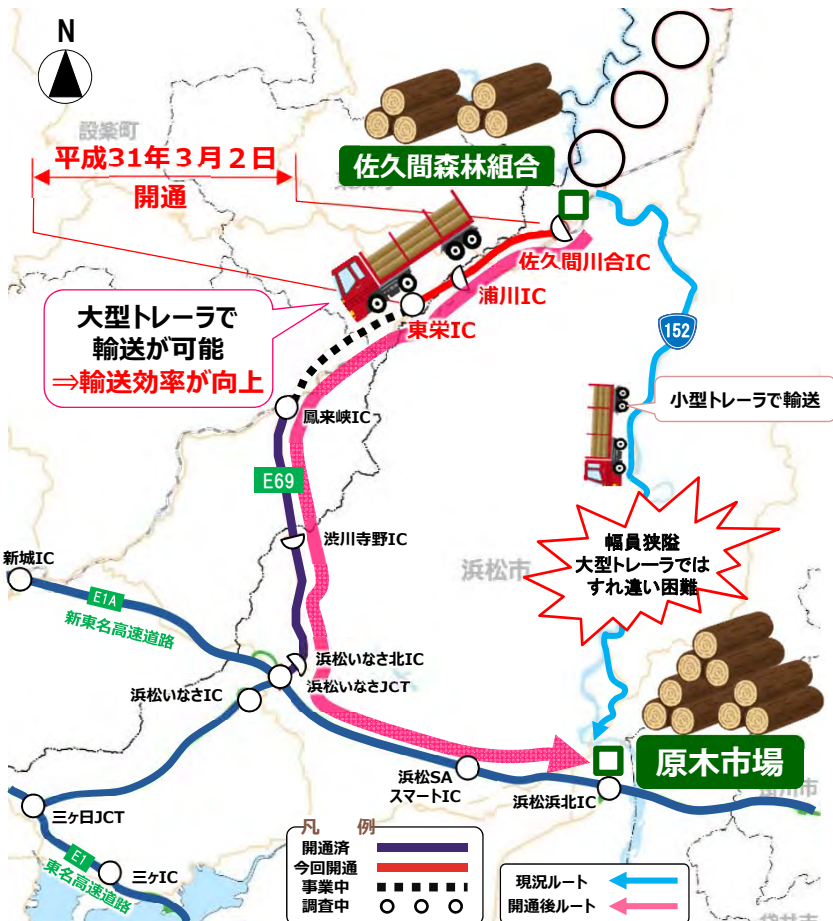 N
設楽町
平成31年３月２日
開通
佐久間森林組合
佐久間川合IC
浦川IC
東栄IC
大型トレーラで
輸送が可能
⇒輸送効率が向上
152
小型トレーラで輸送
鳳来峡IC
E69
渋川寺野IC
幅員狭隘
大型トレーラでは
すれ違い困難
浜松市
新城IC
E1A
新東名高速道路
浜松いなさ北IC
浜松いなさJCT
浜松いなさIC
原木市場
浜松SA
スマートIC
浜松浜北IC
三ヶ日JCT
E1
東名高速道路
三ヶIC
凡　例
開通済
今回開通
事業中
調査中
現況ルート
開通後ルート